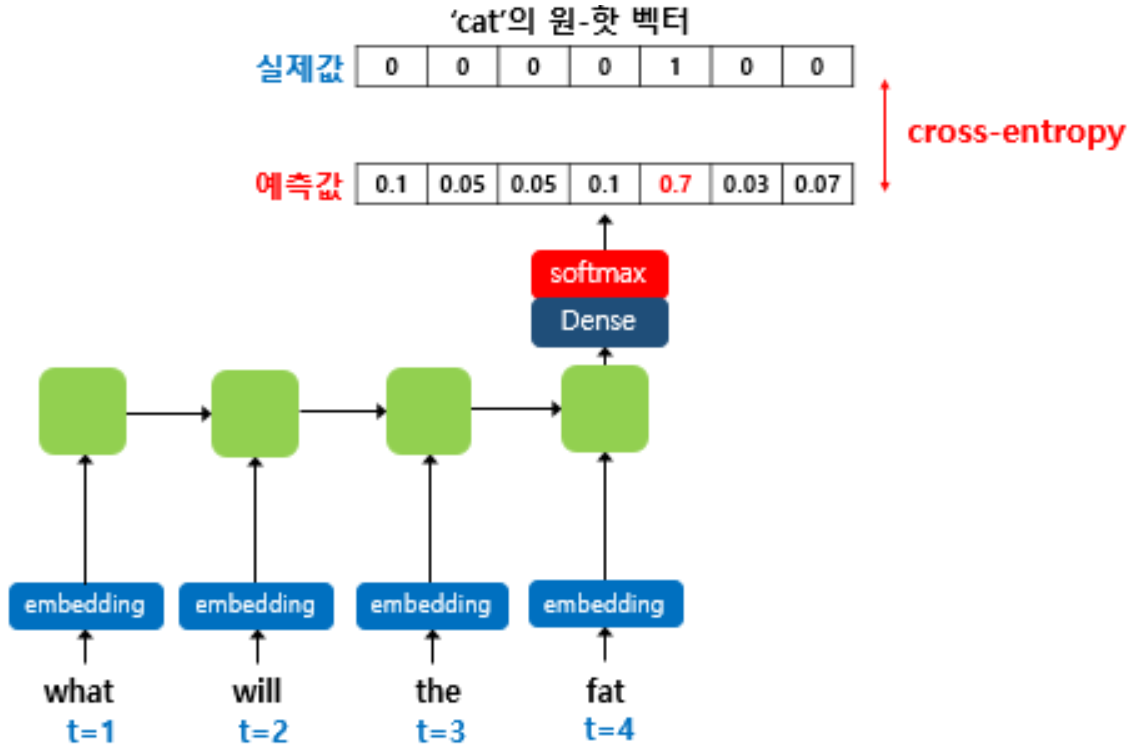 'cat'의 원-핫 벡터
실제값 0 0 0 0 1 0 0
cross-entropy
예측값 0.1 0.05 0.05 0.1 0.7 0.03 0.07
softmax
Dense
embedding embedding embedding embedding
what will the fat
t=1 t=2 t=3 t=4